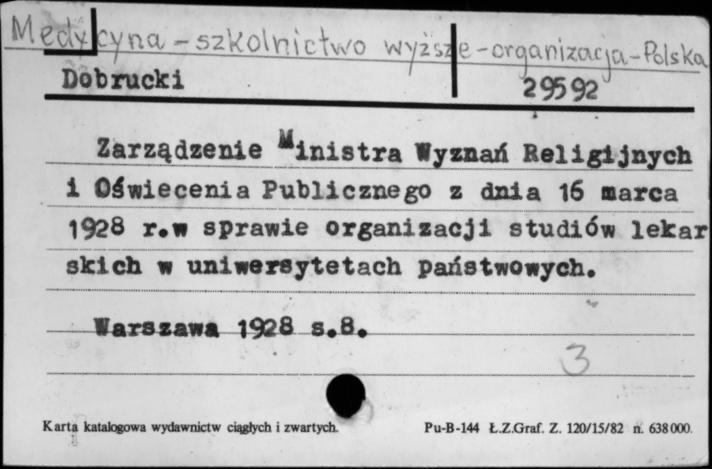 Medycyna - szkolnictwo wyższe - organizacja - Polska
Dobrucki
29592
Zarządzenie Ministra Wyznań Religijnych
i Oświecenia Publicznego z dnia 16 marca
1928 r.w sprawie organizacji studiów lekar
skich w uniwersytetach państwowych.
Warszawa 1928 s.8.
3
Karta katalogowa wydawnictw ciągłych i zwartych.
Pu-B-144 Ł.Z.Graf. Z. 120/15/82 n. 638000.